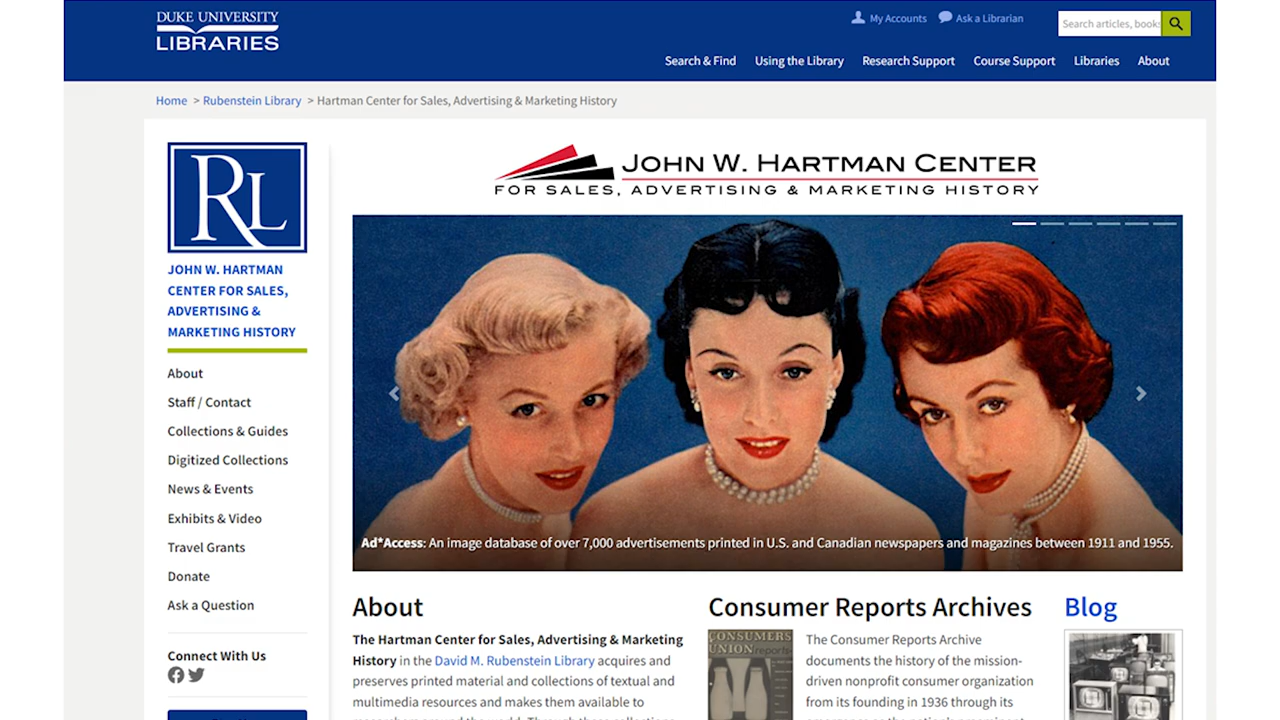 DUKE UNIVERSITY
LIBRARIES
My Accounts
Ask a Librarian
Search articles, books
Search & Find
Using the Library
Research Support
Course Support
Libraries
About
Home > Rubenstein Library > Hartman Center for Sales, Advertising & Marketing History
RL
JOHN W. HARTMAN
CENTER FOR SALES,
ADVERTISING &
MARKETING HISTORY
About
Staff / Contact
Collections & Guides
Digitized Collections
News & Events
Exhibits & Video
Travel Grants
Donate
Ask a Question
Connect With Us
JOHN W. HARTMAN CENTER
FOR SALES, ADVERTISING & MARKETING HISTORY
Ad*Access: An image database of over 7,000 advertisements printed in U.S. and Canadian newspapers and magazines between 1911 and 1955.
About
The Hartman Center for Sales, Advertising & Marketing
History in the David M. Rubenstein Library acquires and
preserves printed material and collections of textual and
multimedia resources and makes them available to
Consumer Reports Archives
CONSUMERS
UNION reports
The Consumer Reports Archive
documents the history of the mission-
driven nonprofit consumer organization
from its founding in 1936 through its
Blog